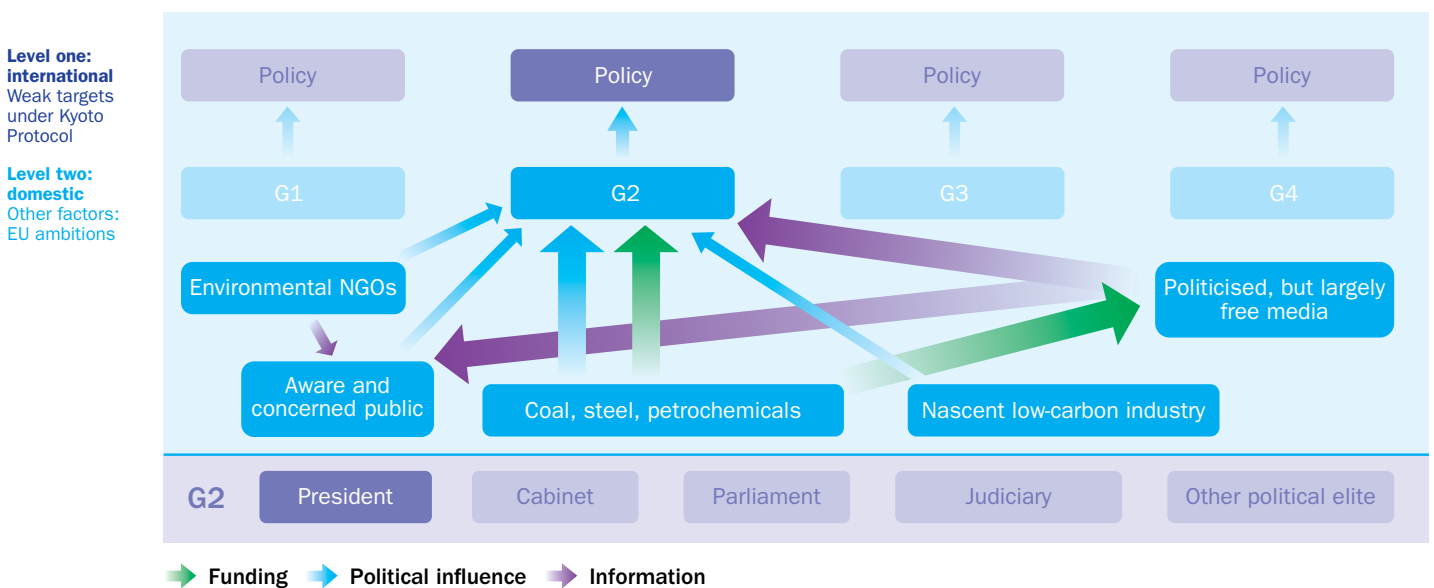 Level one:
international
Weak targets
under Kyoto
Protocol
Level two:
domestic
Other factors:
EU ambitions
Policy
Policy
Policy
Policy
G1
G2
G3
G4
Environmental NGOs
Politicised, but largely
free media
Aware and
concerned public
Coal, steel, petrochemicals
Nascent low-carbon industry
G2
President
Cabinet
Parliament
Judiciary
Other political elite
Funding
Political influence
Information